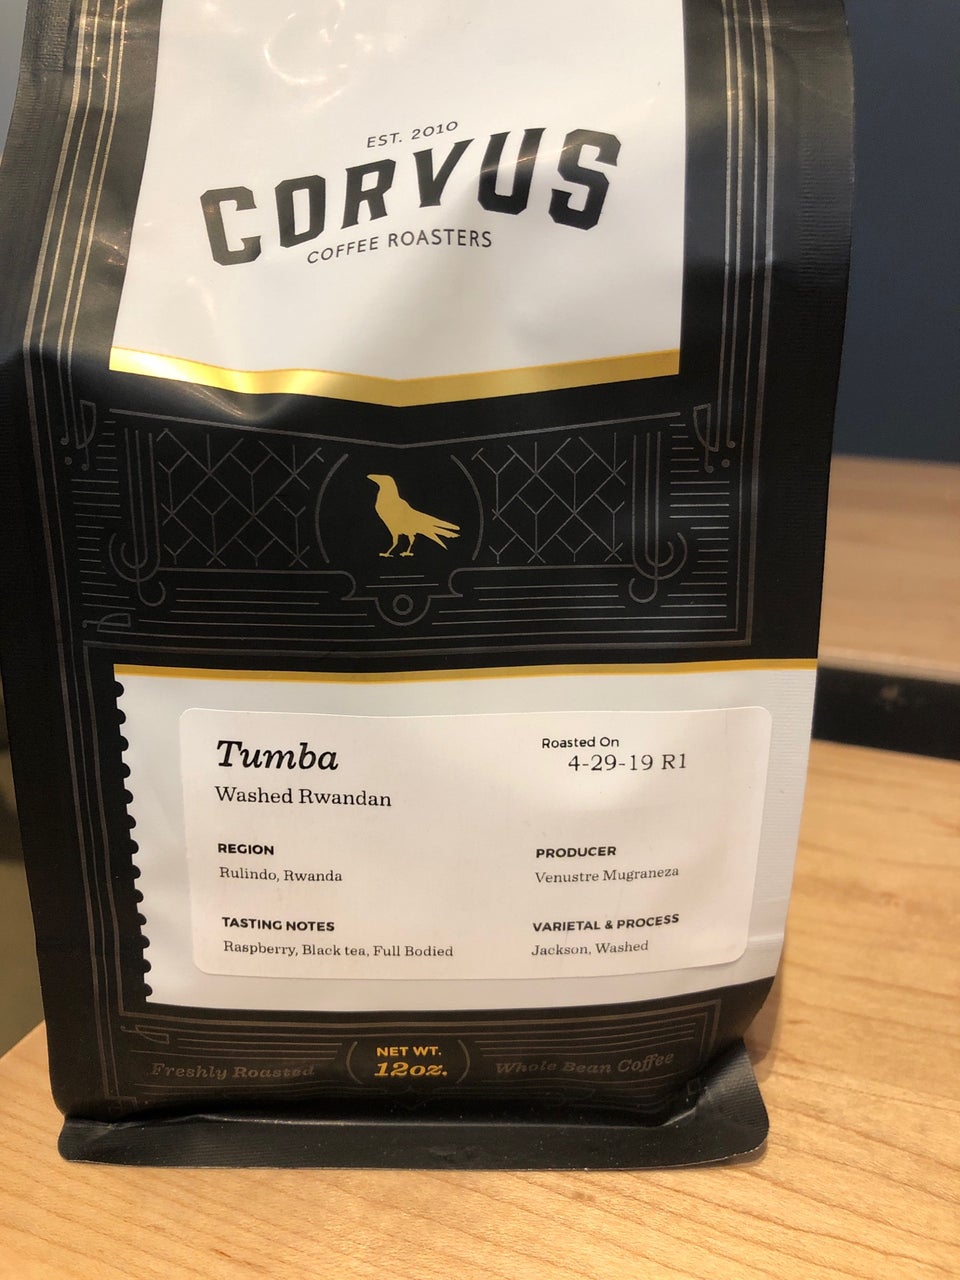 EST. 2010
CORVUS
COFFEE ROASTERS
Tumba
Washed Rwandan
Roasted On
4-29-19 R1
REGION
Rulindo, Rwanda
PRODUCER
Venustre Mugraneza
TASTING NOTES
Raspberry, Black tea, Full Bodied
VARIETAL & PROCESS
Jackson, Washed
Freshly Roasted
NET WT.
12oz.
Whole Bean Coffee